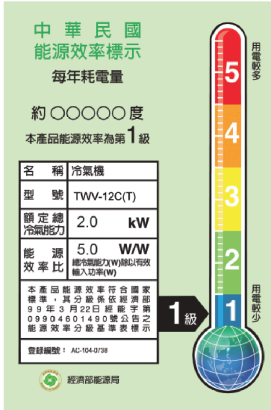 中華民國
能源效率標示
每年耗電量
約○○○○○度
本產品能源效率為第1級
名稱 冷氣機
型號 TWV-12C(T)
額定總冷氣能力 2.0 kW
能源效率比 5.0 W/W
總冷氣能力(W)除以有效
輸入功率(W)
本產品能源效率符合國家
標準，其分級係依經濟部
99年3月22日經能字第
09904601490號公告之
能源效率分級基準表標示
登錄編號： AC-104-0738
經濟部能源局
用電較多
5
4
3
2
1
1級
用電較少